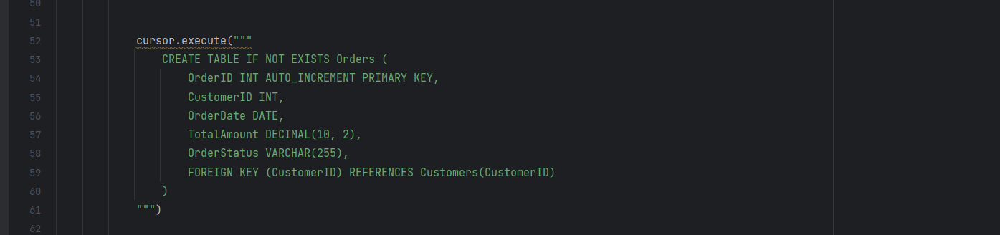 50
51
52 cursor.execute("""
53 CREATE TABLE IF NOT EXISTS Orders (
54 OrderID INT AUTO_INCREMENT PRIMARY KEY,
55 CustomerID INT,
56 OrderDate DATE,
57 TotalAmount DECIMAL(10, 2),
58 OrderStatus VARCHAR(255),
59 FOREIGN KEY (CustomerID) REFERENCES Customers(CustomerID)
60 )
61 """)
62